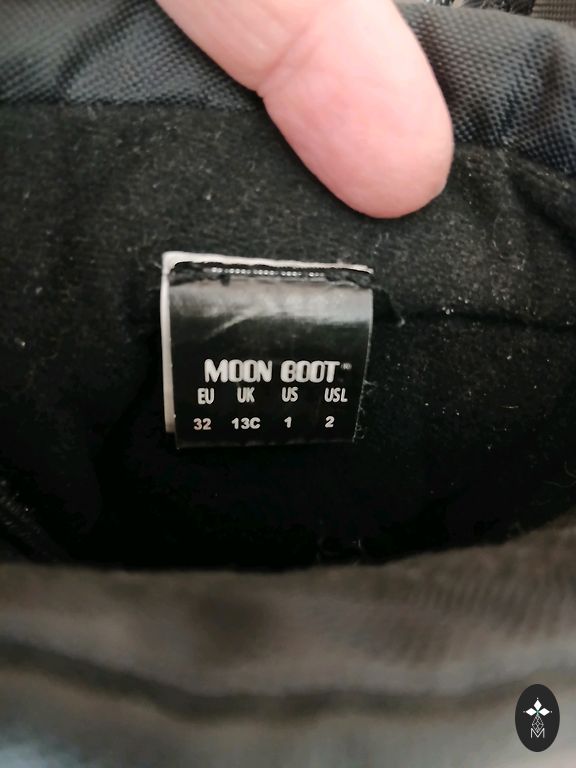 MOON BOOT®
EU UK US USL
32 13C 1 2
M